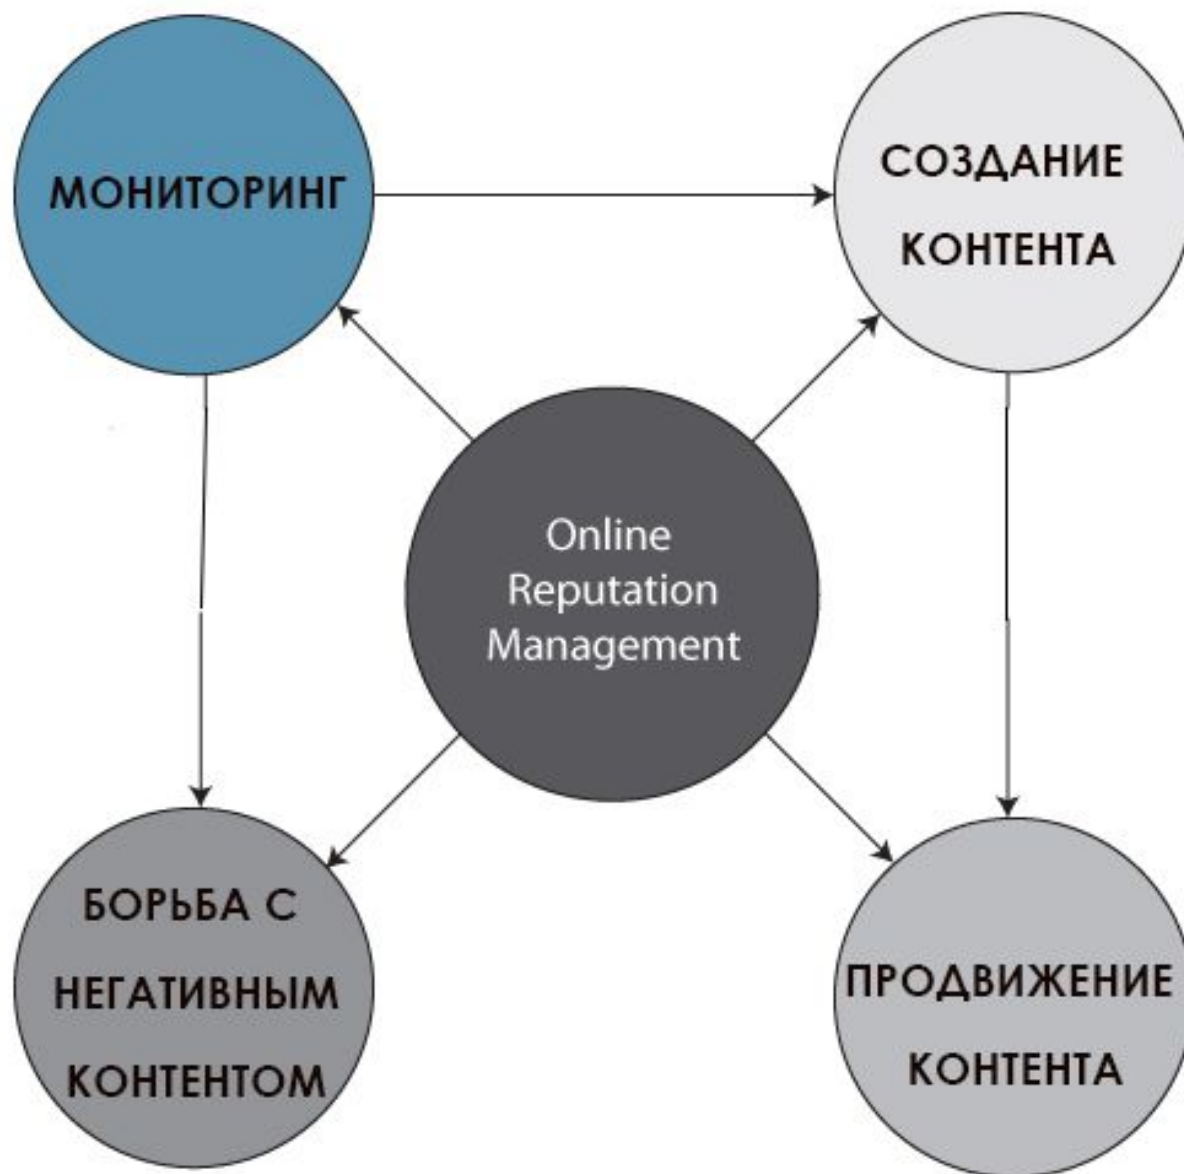 МОНИТОРИНГ
СОЗДАНИЕ
КОНТЕНТА
Online
Reputation
Management
БОРЬБА С
НЕГАТИВНЫМ
КОНТЕНТОМ
ПРОДВИЖЕНИЕ
КОНТЕНТА